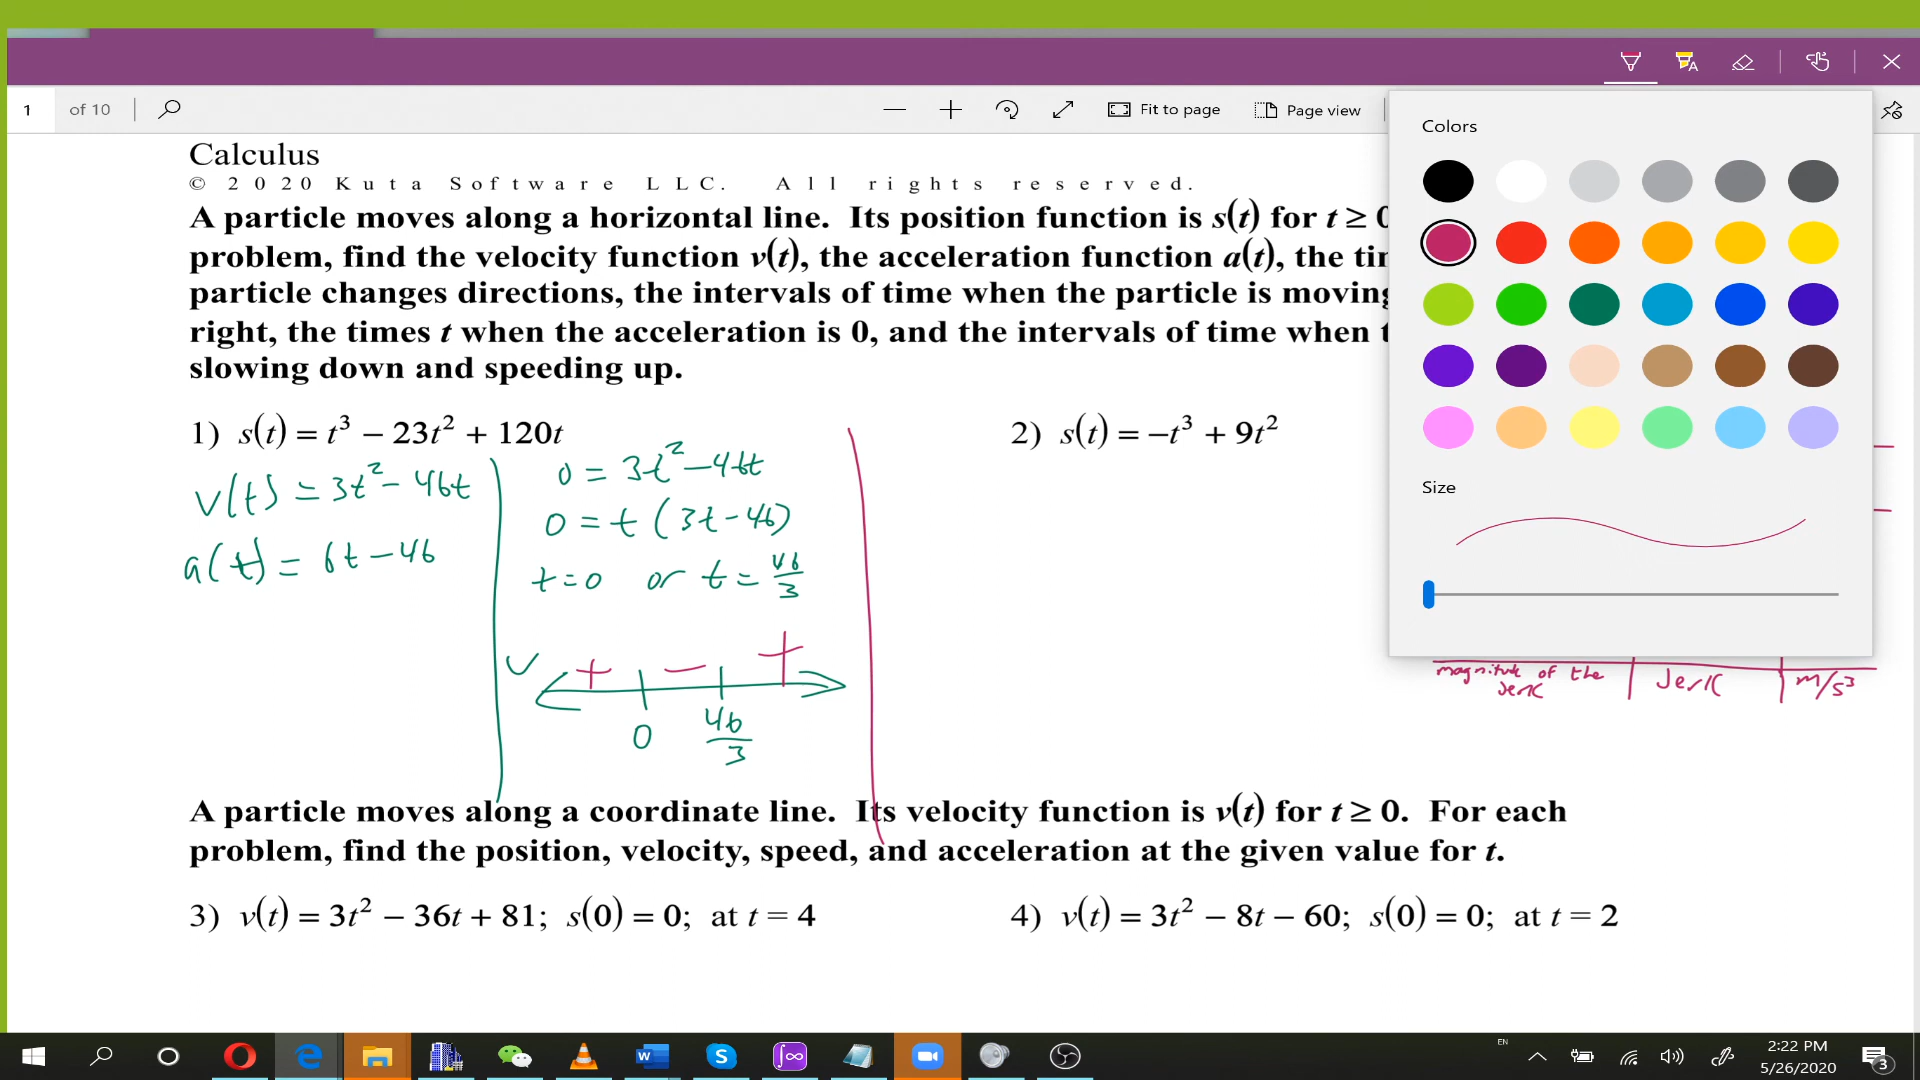 1 of 10 Fit to page Page view
Colors
Calculus
© 2020 Kuta Software LLC. All rights reserved.
A particle moves along a horizontal line. Its position function is s(t) for t ≥ 0
problem, find the velocity function v(t), the acceleration function a(t), the tin
particle changes directions, the intervals of time when the particle is moving
right, the times t when the acceleration is 0, and the intervals of time when t
slowing down and speeding up.
Size
1) s(t) = t³ − 23t² + 120t
v(t) = 3t² − 46t
a(t) = 6t − 46
0 = 3t² − 46t
0 = t (3t − 46)
t = 0 or t = 46/3
V + − +
0 46/3
2) s(t) = −t³ + 9t²
magnitude of the Jerk Jerk m/s³
A particle moves along a coordinate line. Its velocity function is v(t) for t ≥ 0. For each
problem, find the position, velocity, speed, and acceleration at the given value for t.
3) v(t) = 3t² − 36t + 81; s(0) = 0; at t = 4
4) v(t) = 3t² − 8t − 60; s(0) = 0; at t = 2
EN
2:22 PM
5/26/2020
3